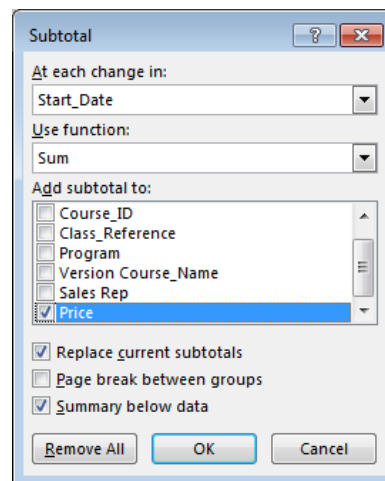 Subtotal
At each change in:
Start_Date
Use function:
Sum
Add subtotal to:
Course_ID
Class_Reference
Program
Version Course_Name
Sales Rep
Price
Replace current subtotals
Page break between groups
Summary below data
Remove All OK Cancel